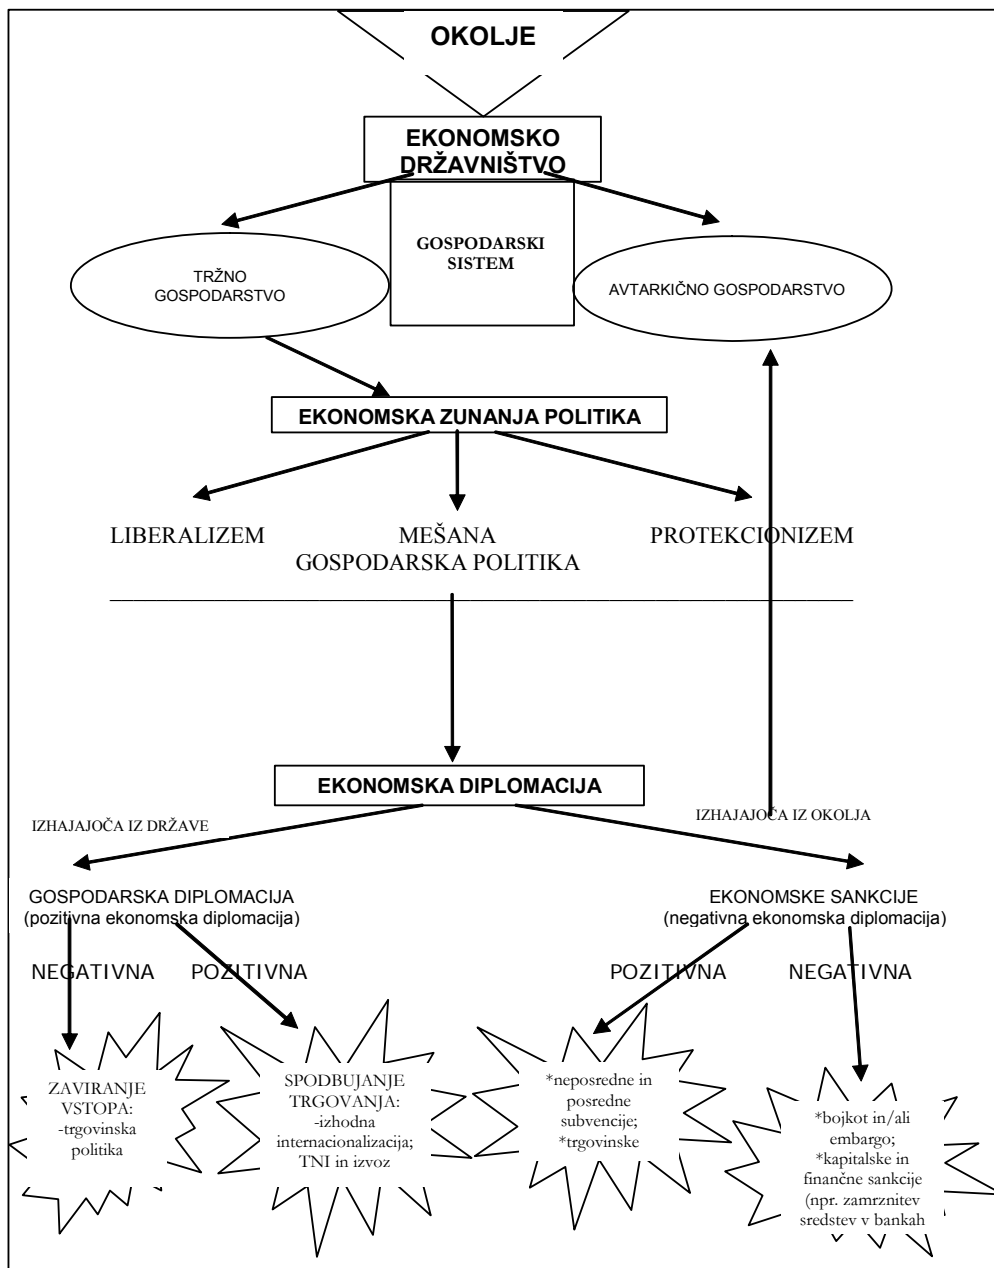 OKOLJE
EKONOMSKO
DRŽAVNIŠTVO
GOSPODARSKI
SISTEM
TRŽNO
GOSPODARSTVO
AVTARKIČNO GOSPODARSTVO
EKONOMSKA ZUNANJA POLITIKA
LIBERALIZEM
MEŠANA
GOSPODARSKA POLITIKA
PROTEKCIONIZEM
EKONOMSKA DIPLOMACIJA
IZHAJAJOČA IZ DRŽAVE
IZHAJAJOČA IZ OKOLJA
GOSPODARSKA DIPLOMACIJA
(pozitivna ekonomska diplomacija)
EKONOMSKE SANKCIJE
(negativna ekonomska diplomacija)
NEGATIVNA
POZITIVNA
POZITIVNA
NEGATIVNA
ZAVIRANJE
VSTOPA:
-trgovinska
politika
SPODBUJANJE
TRGOVANJA:
-izhodna
internacionalizacija;
TNI in izvoz
*neposredne in
posredne
subvencije;
*trgovinske
*bojkot in/ali
embargo;
*kapitalske in
finančne sankcije
(npr. zamrznitev
sredstev v bankah